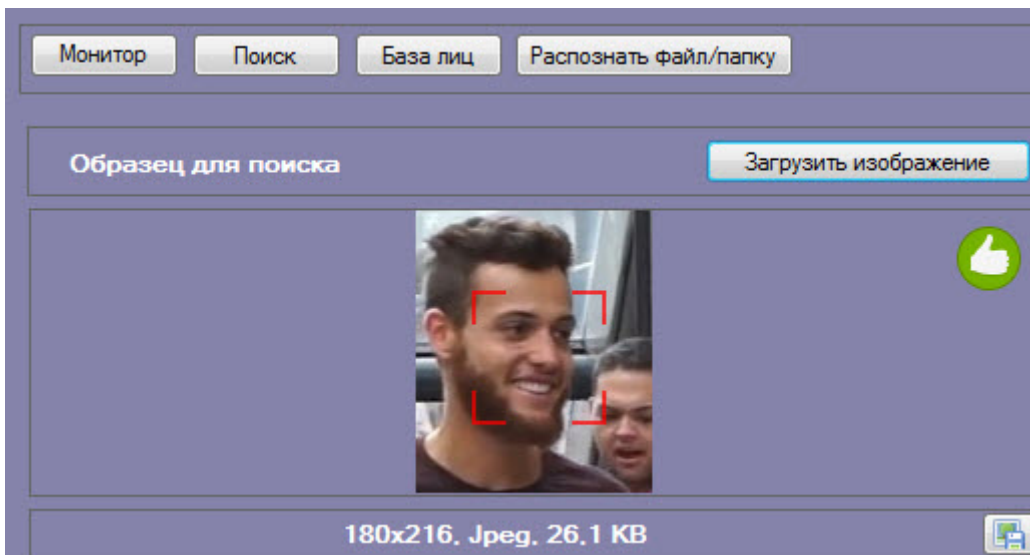 Монитор Поиск База лиц Распознать файл/папку
Образец для поиска Загрузить изображение
180x216, Jpeg, 26,1 KB